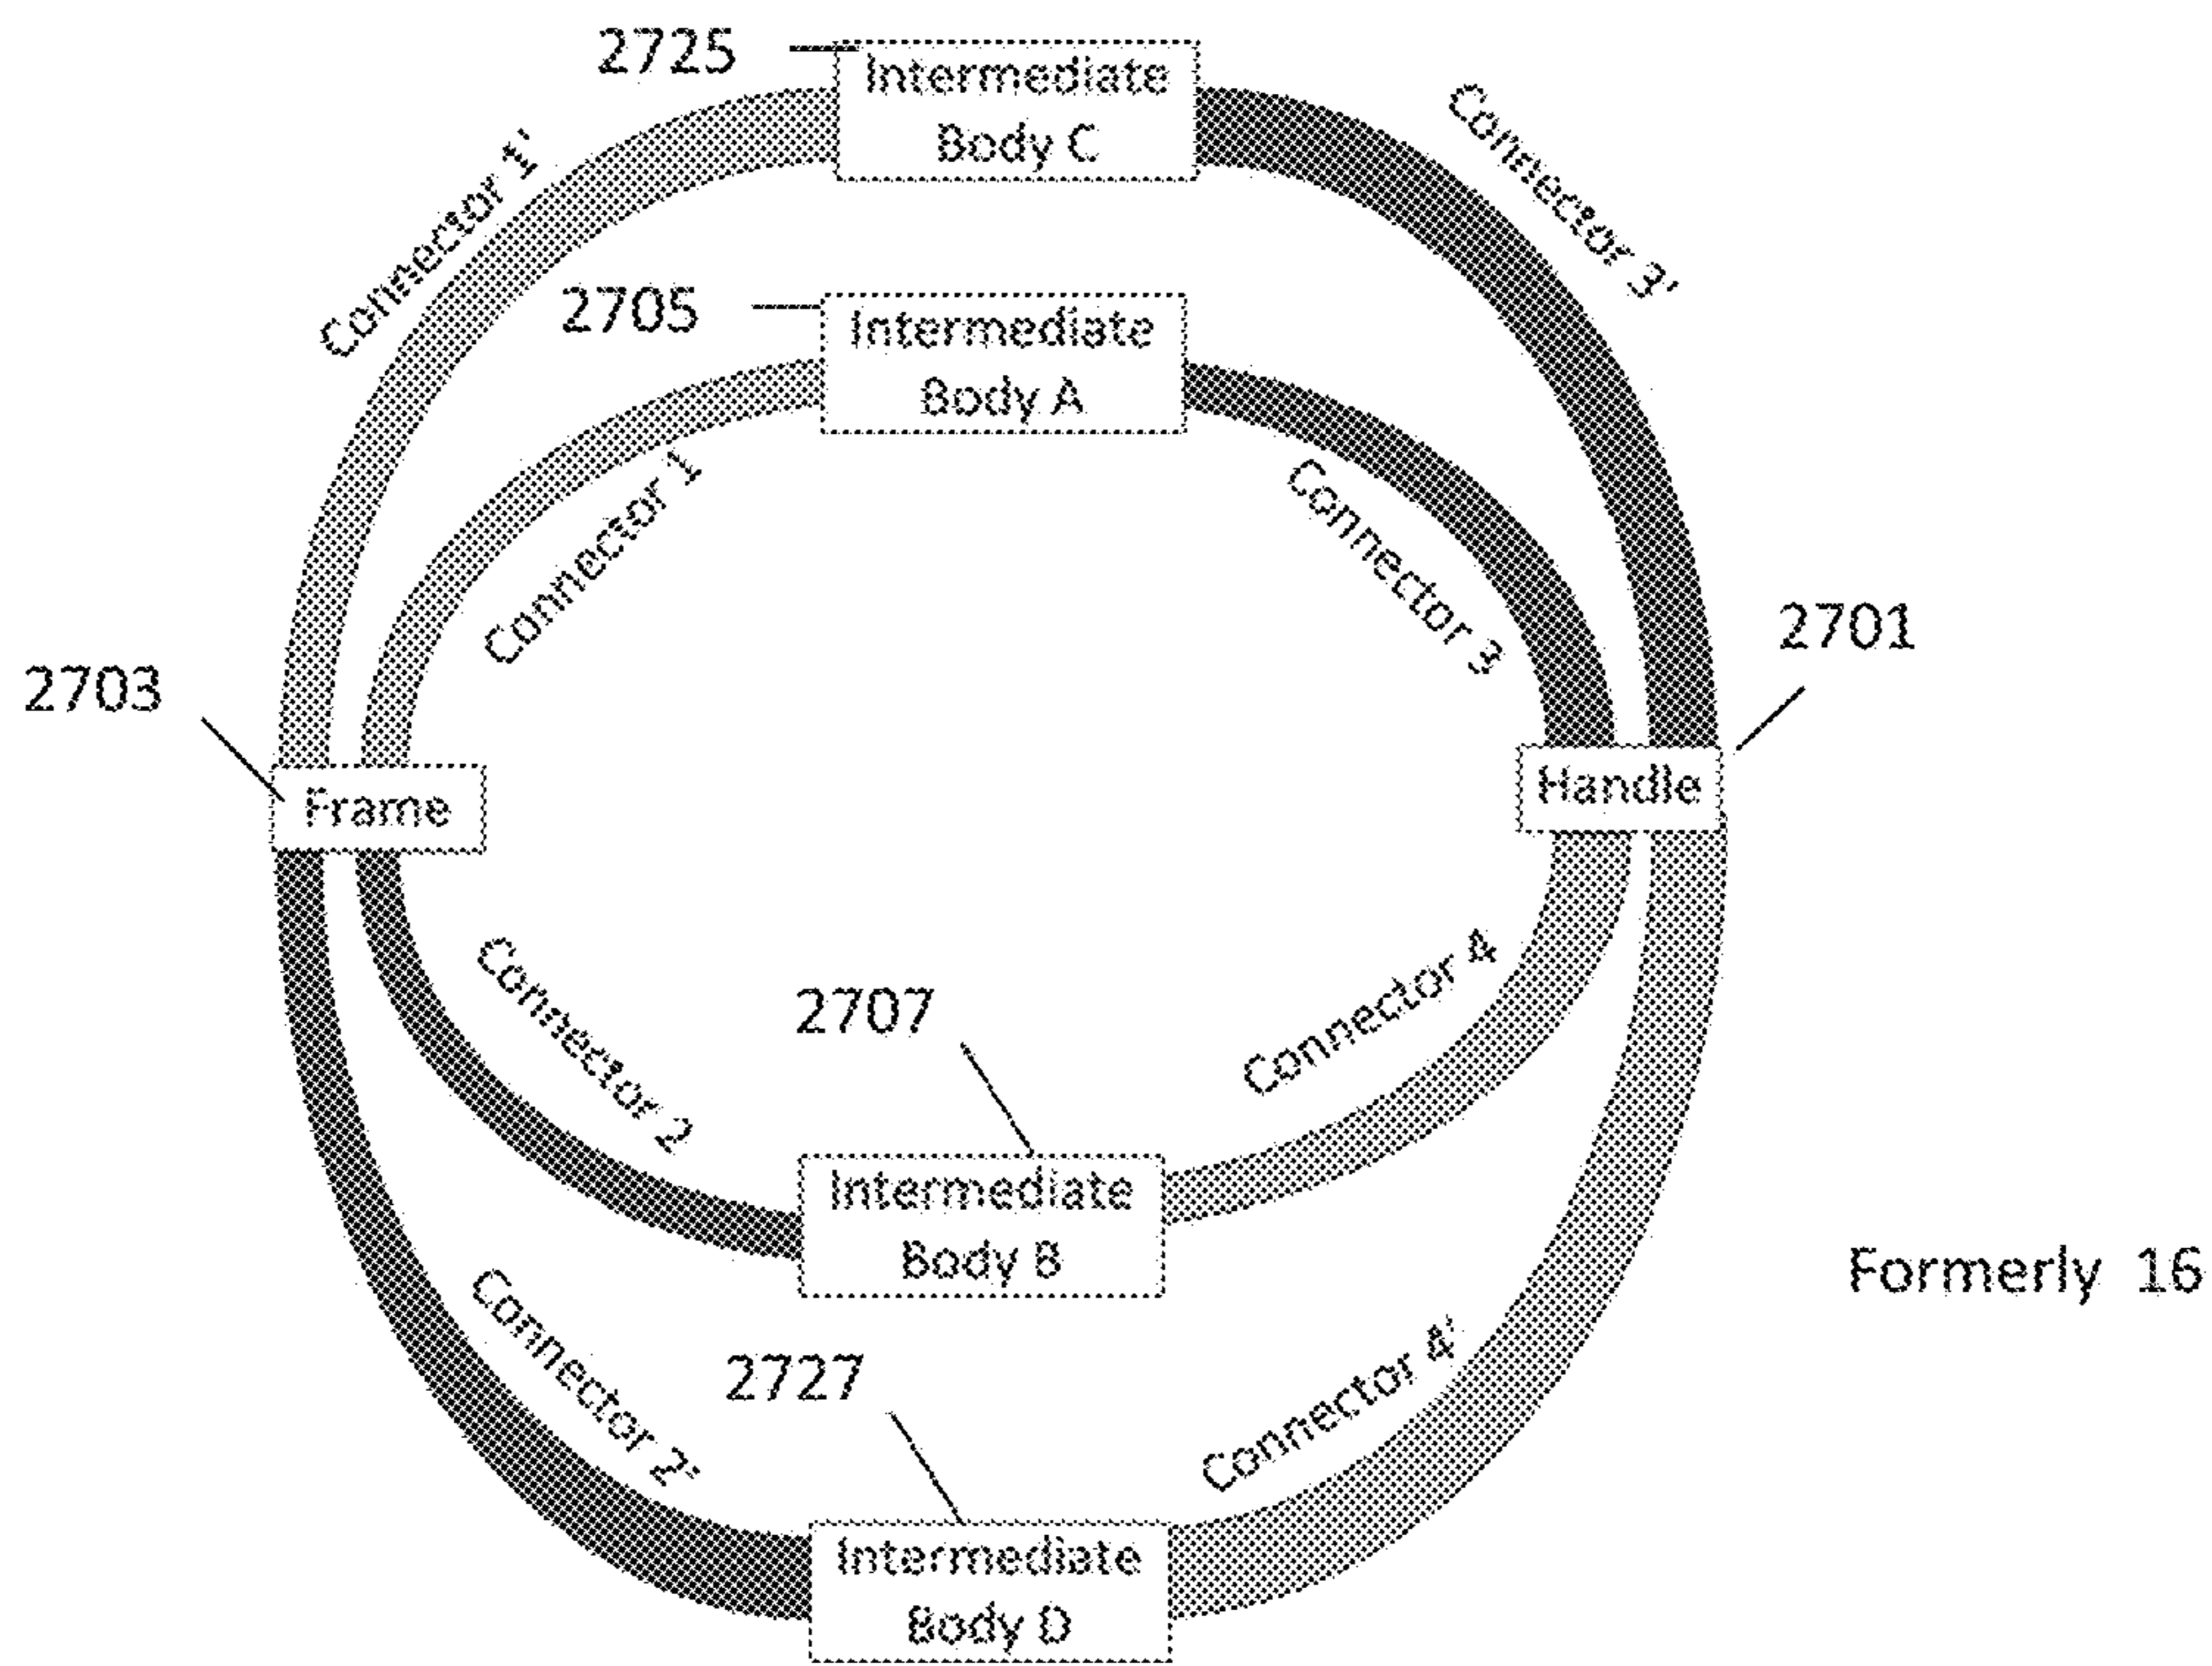 2725
Intermediate
Body C
Connector 1'
Connector 3'
2705
Intermediate
Body A
Connector 1
Connector 3
2701
2703
Handle
Frame
Connector 2
Connector 4
2707
Intermediate
Body B
Formerly 16
Connector 2'
Connector 4'
2727
Intermediate
Body D